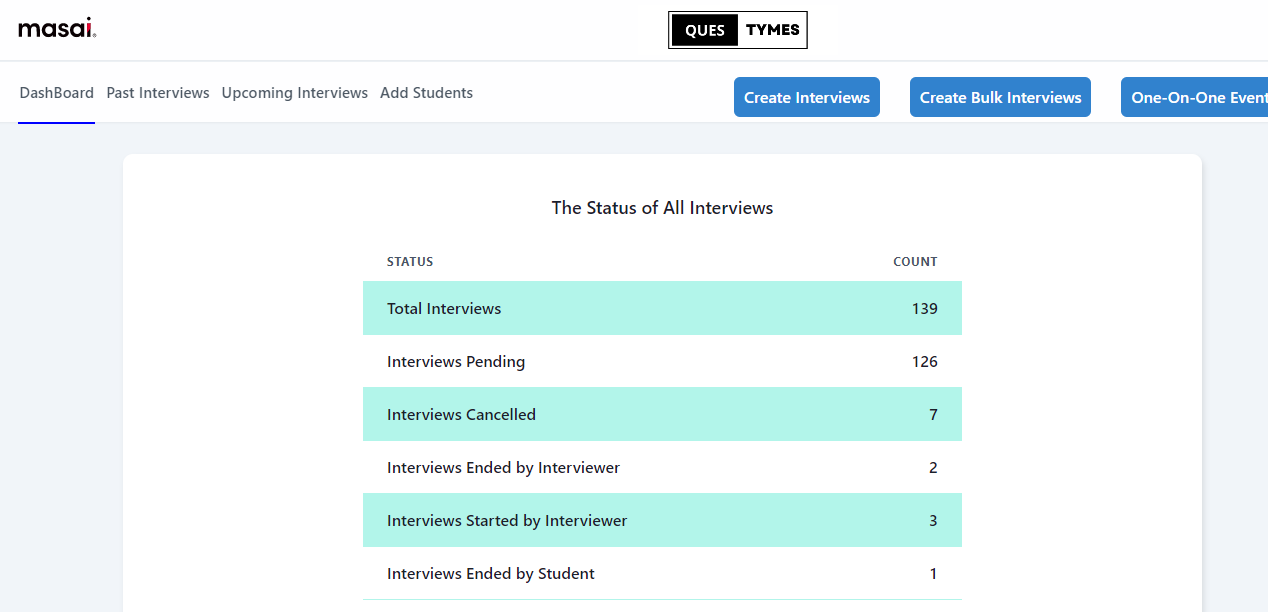 masai.
QUES TYMES
DashBoard Past Interviews Upcoming Interviews Add Students Create Interviews Create Bulk Interviews One-On-One Event
The Status of All Interviews
STATUS COUNT
Total Interviews 139
Interviews Pending 126
Interviews Cancelled 7
Interviews Ended by Interviewer 2
Interviews Started by Interviewer 3
Interviews Ended by Student 1